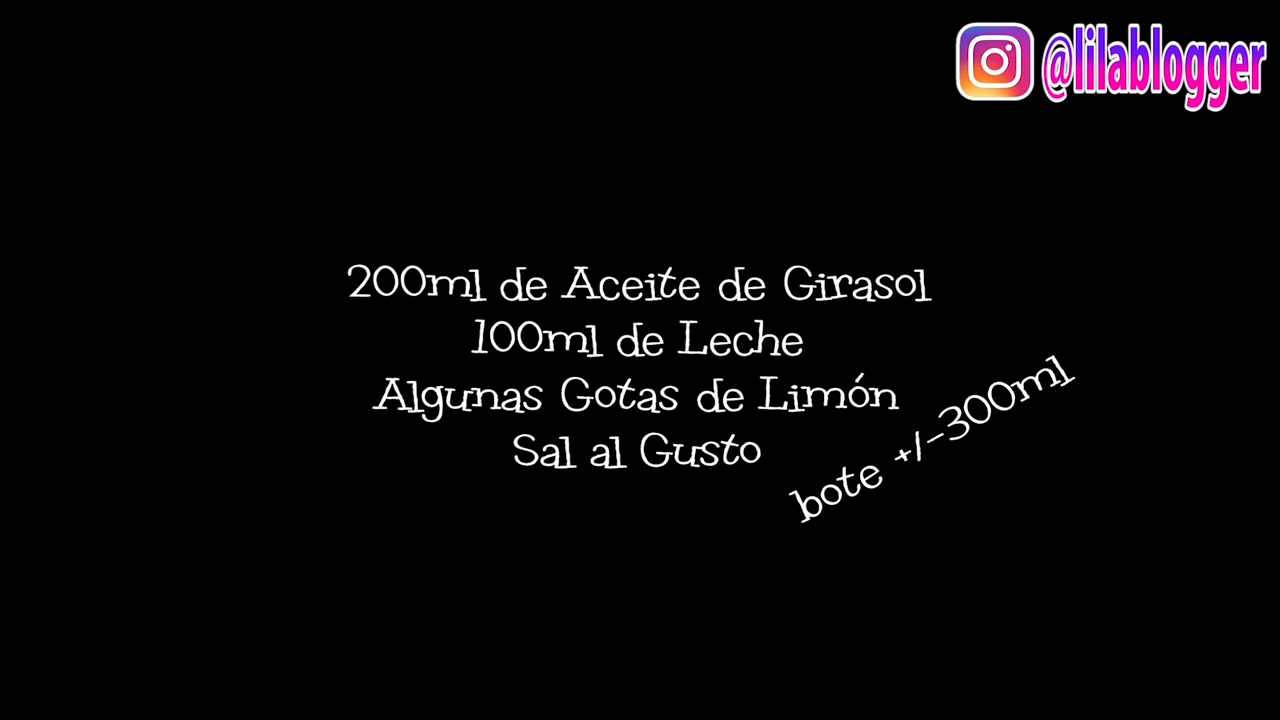 @lilablogger
200ml de Aceite de Girasol
100ml de Leche
Algunas Gotas de Limón
Sal al Gusto
bote +/-300ml